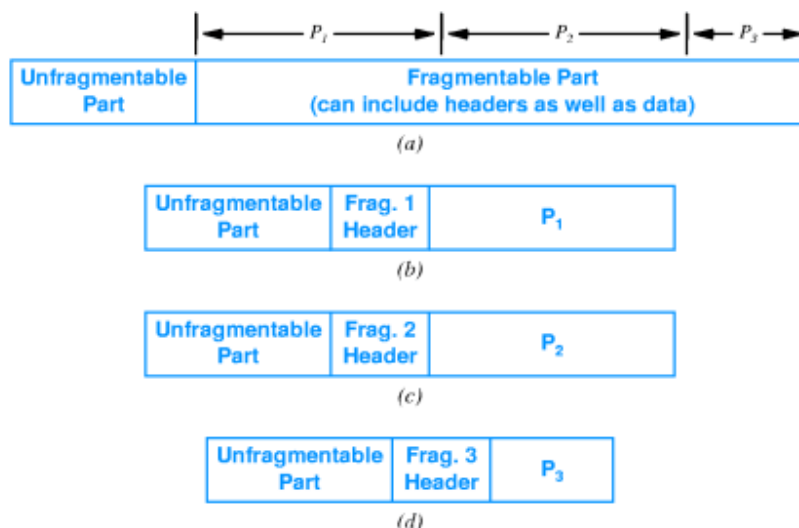 P1 P2 P3
Unfragmentable Part
Fragmentable Part
(can include headers as well as data)
(a)
Unfragmentable Part
Frag. 1 Header
P1
(b)
Unfragmentable Part
Frag. 2 Header
P2
(c)
Unfragmentable Part
Frag. 3 Header
P3
(d)